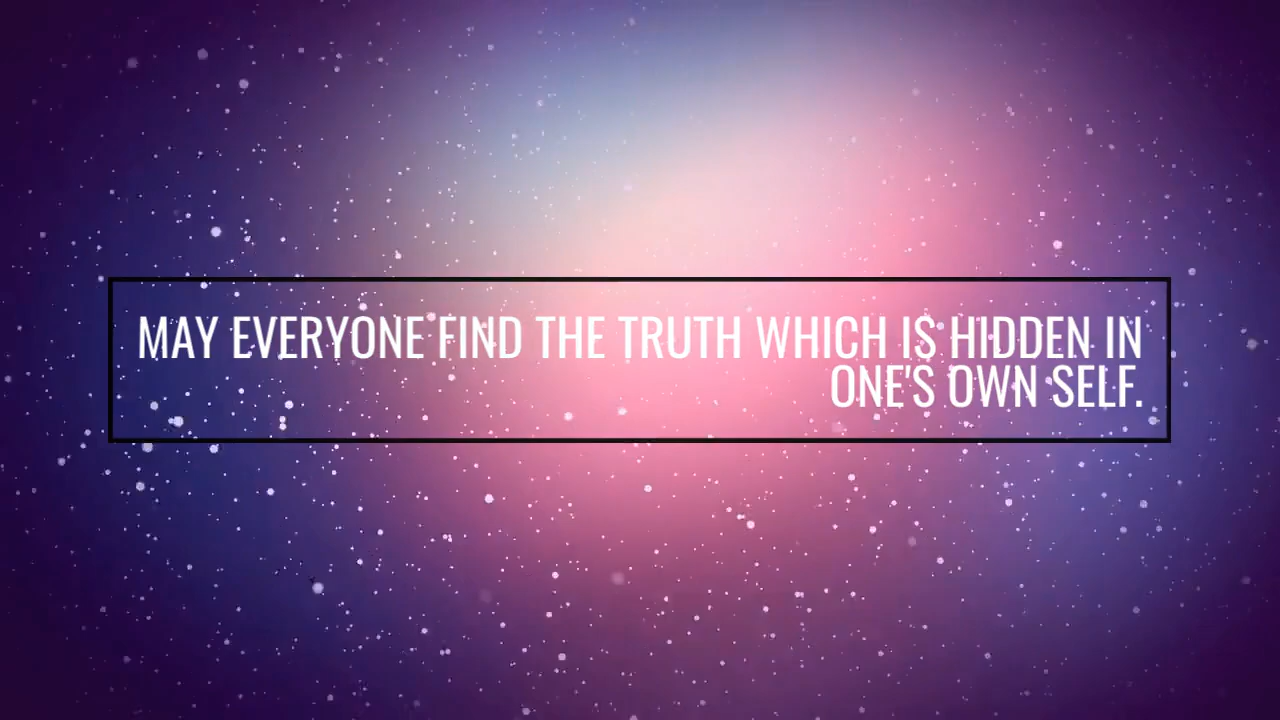 MAY EVERYONE FIND THE TRUTH WHICH IS HIDDEN IN
ONE'S OWN SELF.